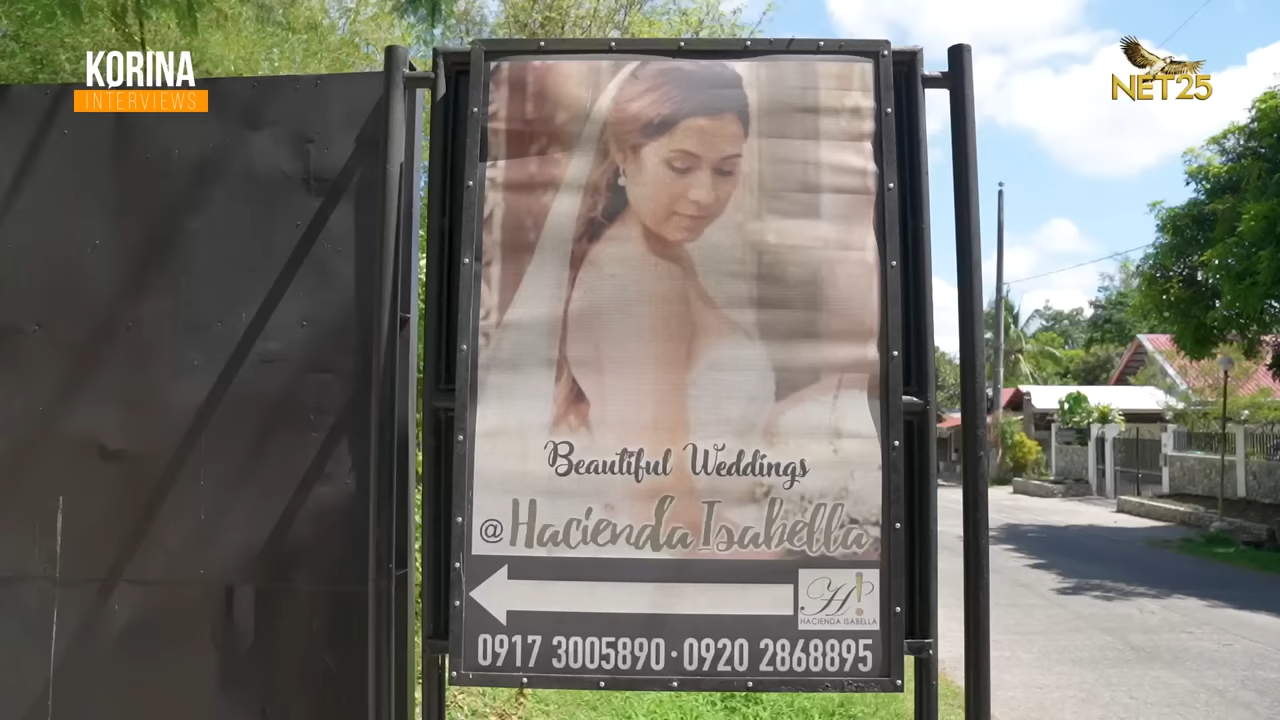 KORINA
INTERVIEWS
NET25
Beautiful Weddings
@Hacienda Isabella
H!
HACIENDA ISABELLA
0917 3005890·0920 2868895